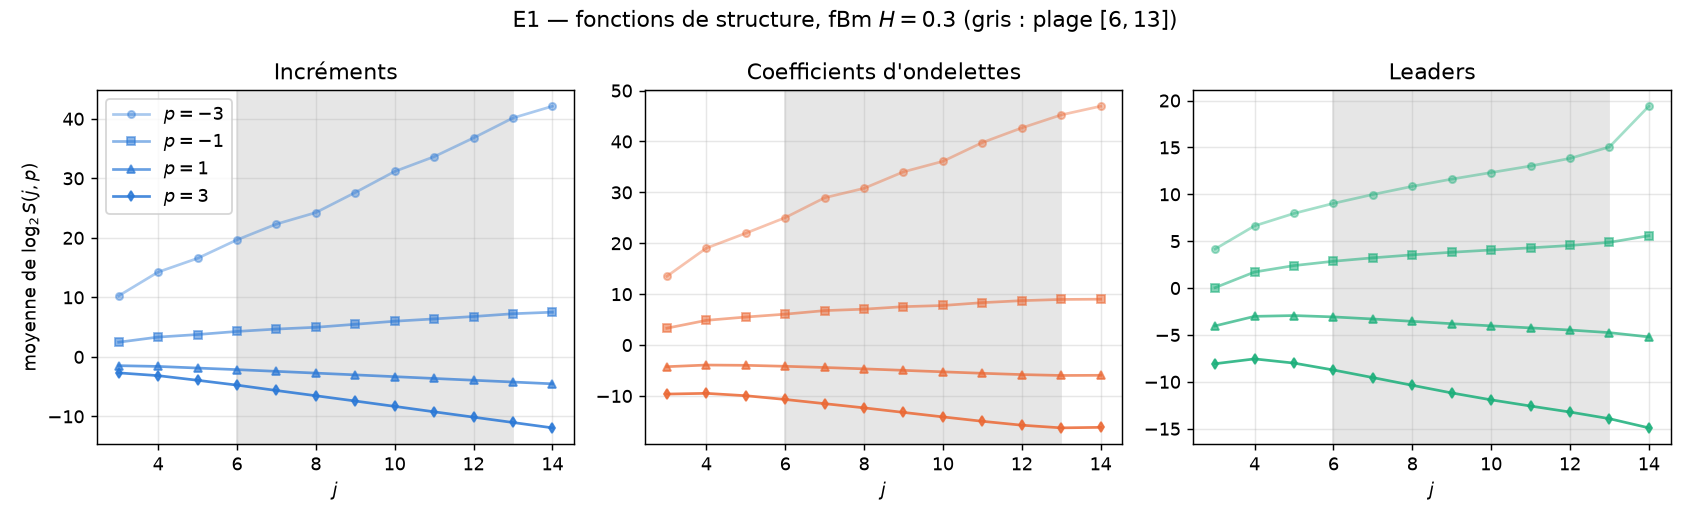 E1 — fonctions de structure, fBm H = 0.3 (gris : plage [6, 13])
Incréments
moyenne de log₂ S(j, p)
40
30
20
10
0
−10
p = −3
p = −1
p = 1
p = 3
4 6 8 10 12 14
j
Coefficients d'ondelettes
50
40
30
20
10
0
−10
4 6 8 10 12 14
j
Leaders
20
15
10
5
0
−5
−10
−15
4 6 8 10 12 14
j